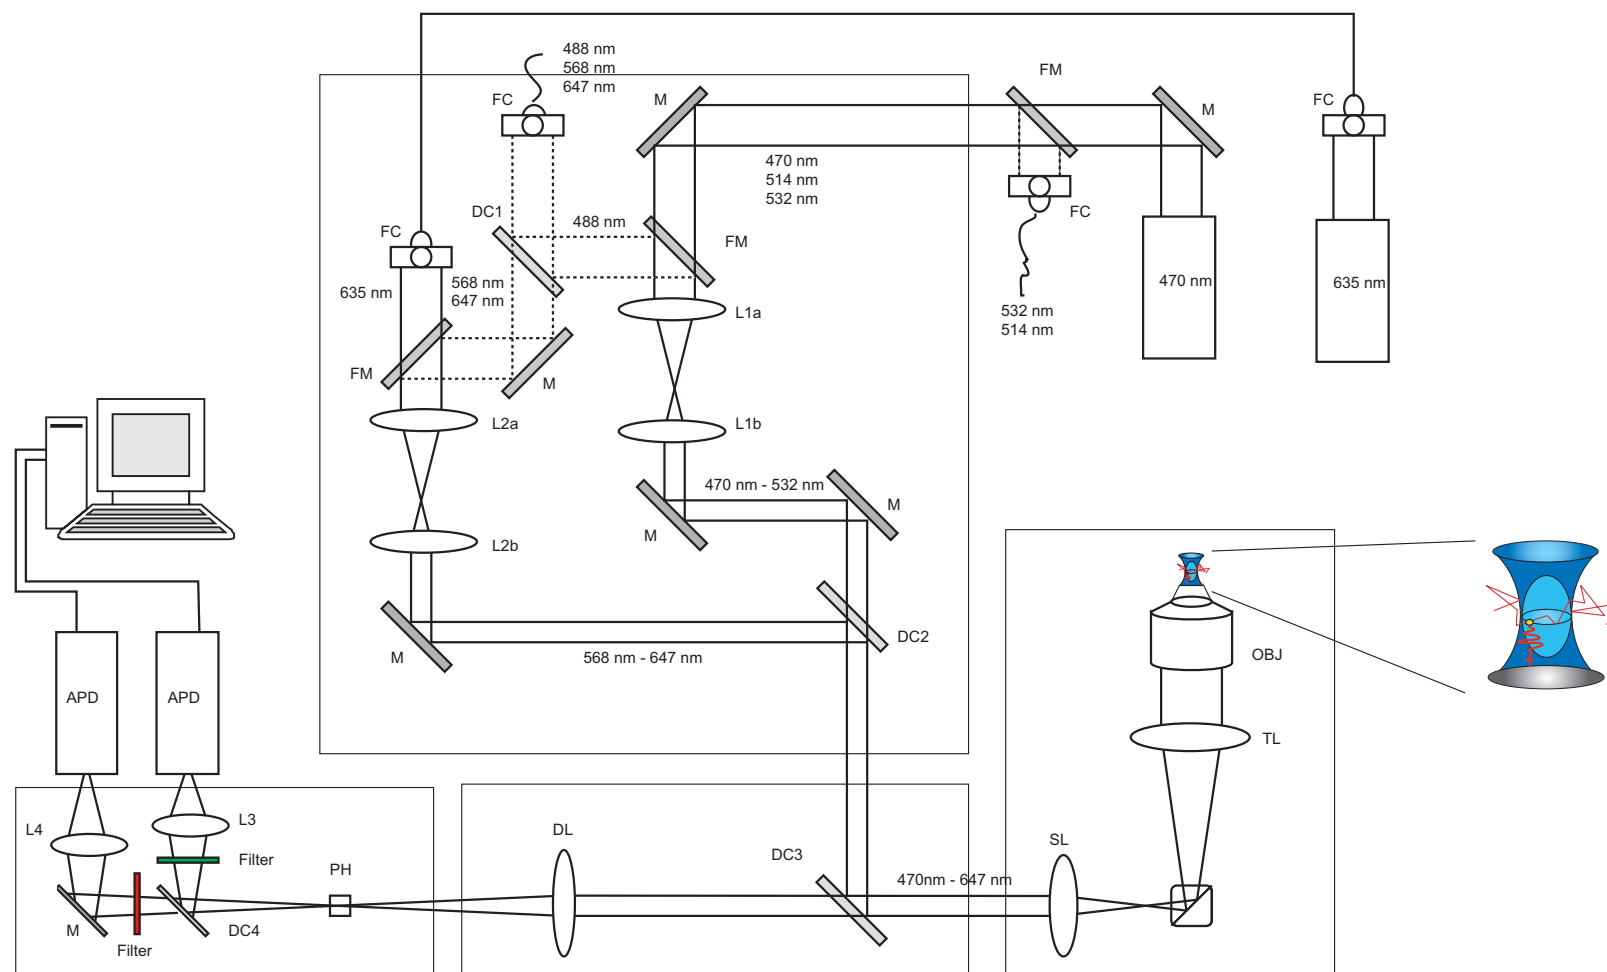 488 nm
568 nm
647 nm
FC
M
FM
M
FC
470 nm
514 nm
532 nm
FC
DC1
488 nm
FM
FC
635 nm
568 nm
647 nm
532 nm
514 nm
470 nm
635 nm
L1a
FM
M
L2a
L1b
470 nm - 532 nm
M
M
L2b
M
568 nm - 647 nm
DC2
OBJ
TL
APD
APD
L4
L3
Filter
PH
DL
DC3
SL
470nm - 647 nm
M
Filter
DC4